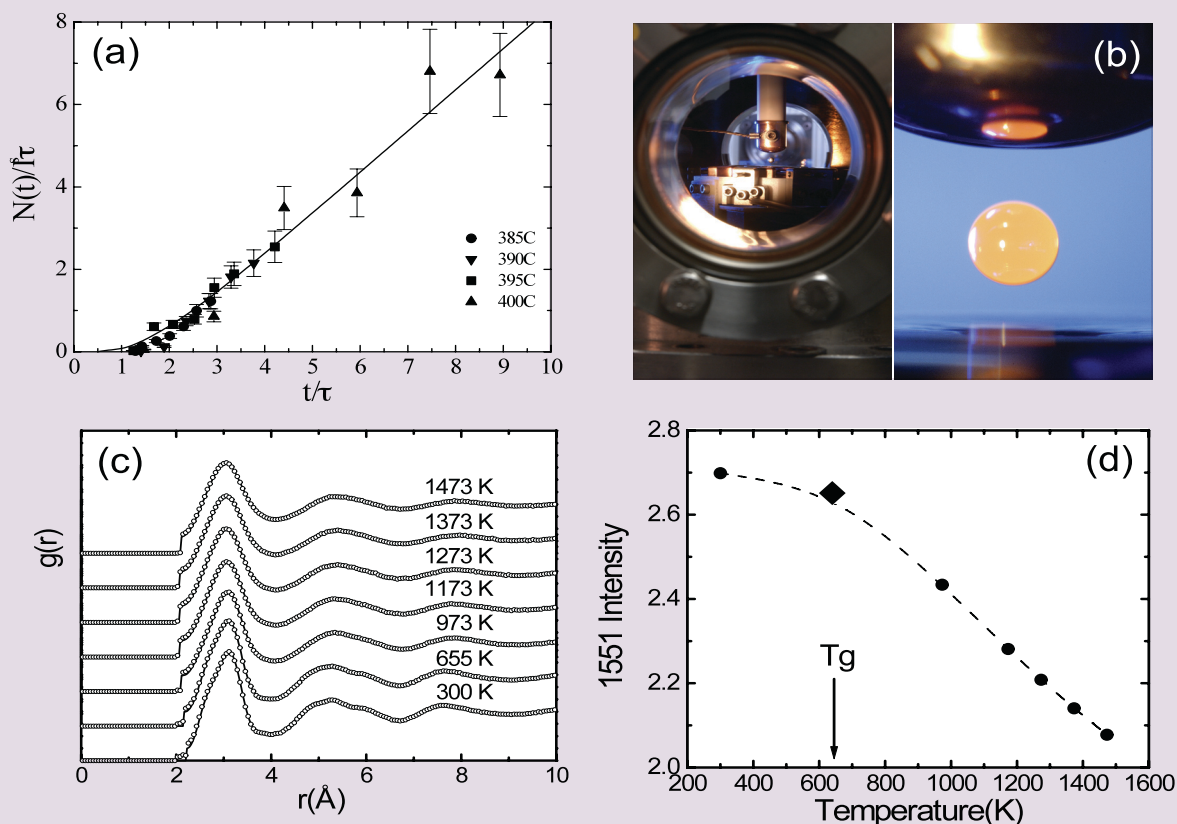 (a)
8
6
4
2
0
N(t)/I^sτ
385C
390C
395C
400C
0 1 2 3 4 5 6 7 8 9 10
t/τ
(b)
(c)
g(r)
1473 K
1373 K
1273 K
1173 K
973 K
655 K
300 K
0 2 4 6 8 10
r(Å)
(d)
2.8
2.6
2.4
2.2
2.0
1551 Intensity
Tg
200 400 600 800 1000 1200 1400 1600
Temperature(K)